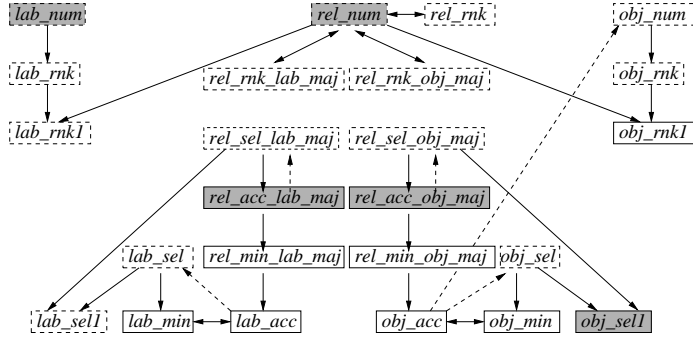 lab_num rel_num rel_rnk obj_num
lab_rnk rel_rnk_lab_maj rel_rnk_obj_maj obj_rnk
lab_rnk1 obj_rnk1
rel_sel_lab_maj rel_sel_obj_maj
rel_acc_lab_maj rel_acc_obj_maj
lab_sel rel_min_lab_maj rel_min_obj_maj obj_sel
lab_sel1 lab_min lab_acc obj_acc obj_min obj_sel1